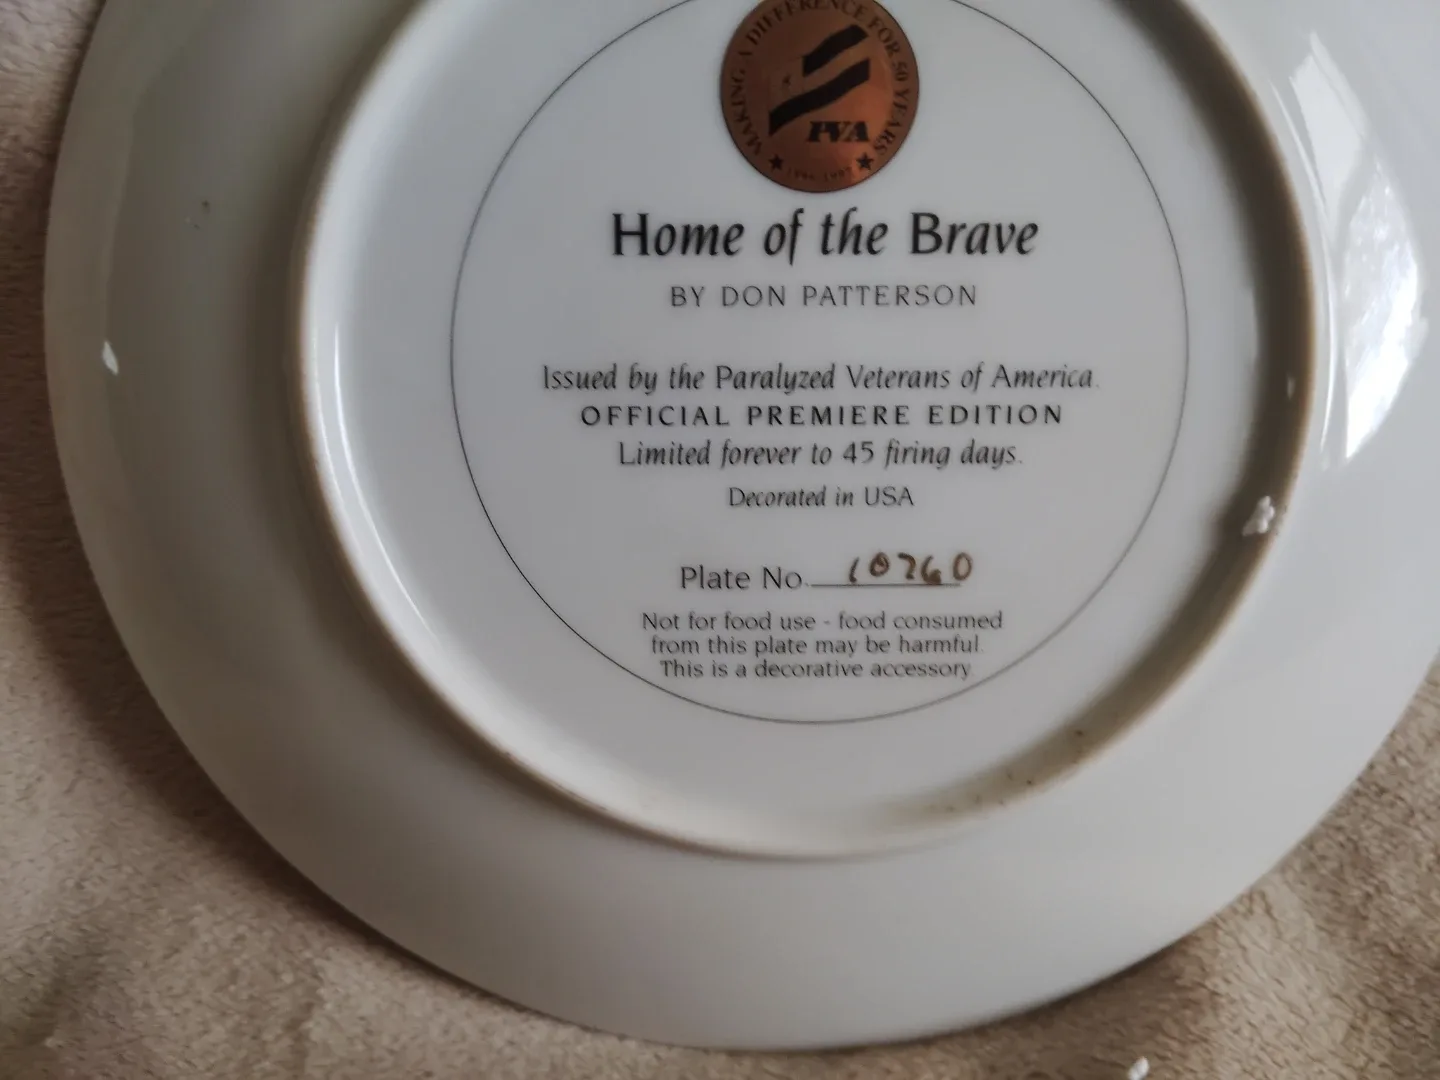 MAKING A DIFFERENCE FOR 50 YEARS
PVA
Home of the Brave
BY DON PATTERSON
Issued by the Paralyzed Veterans of America.
OFFICIAL PREMIERE EDITION
Limited forever to 45 firing days.
Decorated in USA
Plate No. 10760
Not for food use - food consumed
from this plate may be harmful.
This is a decorative accessory.